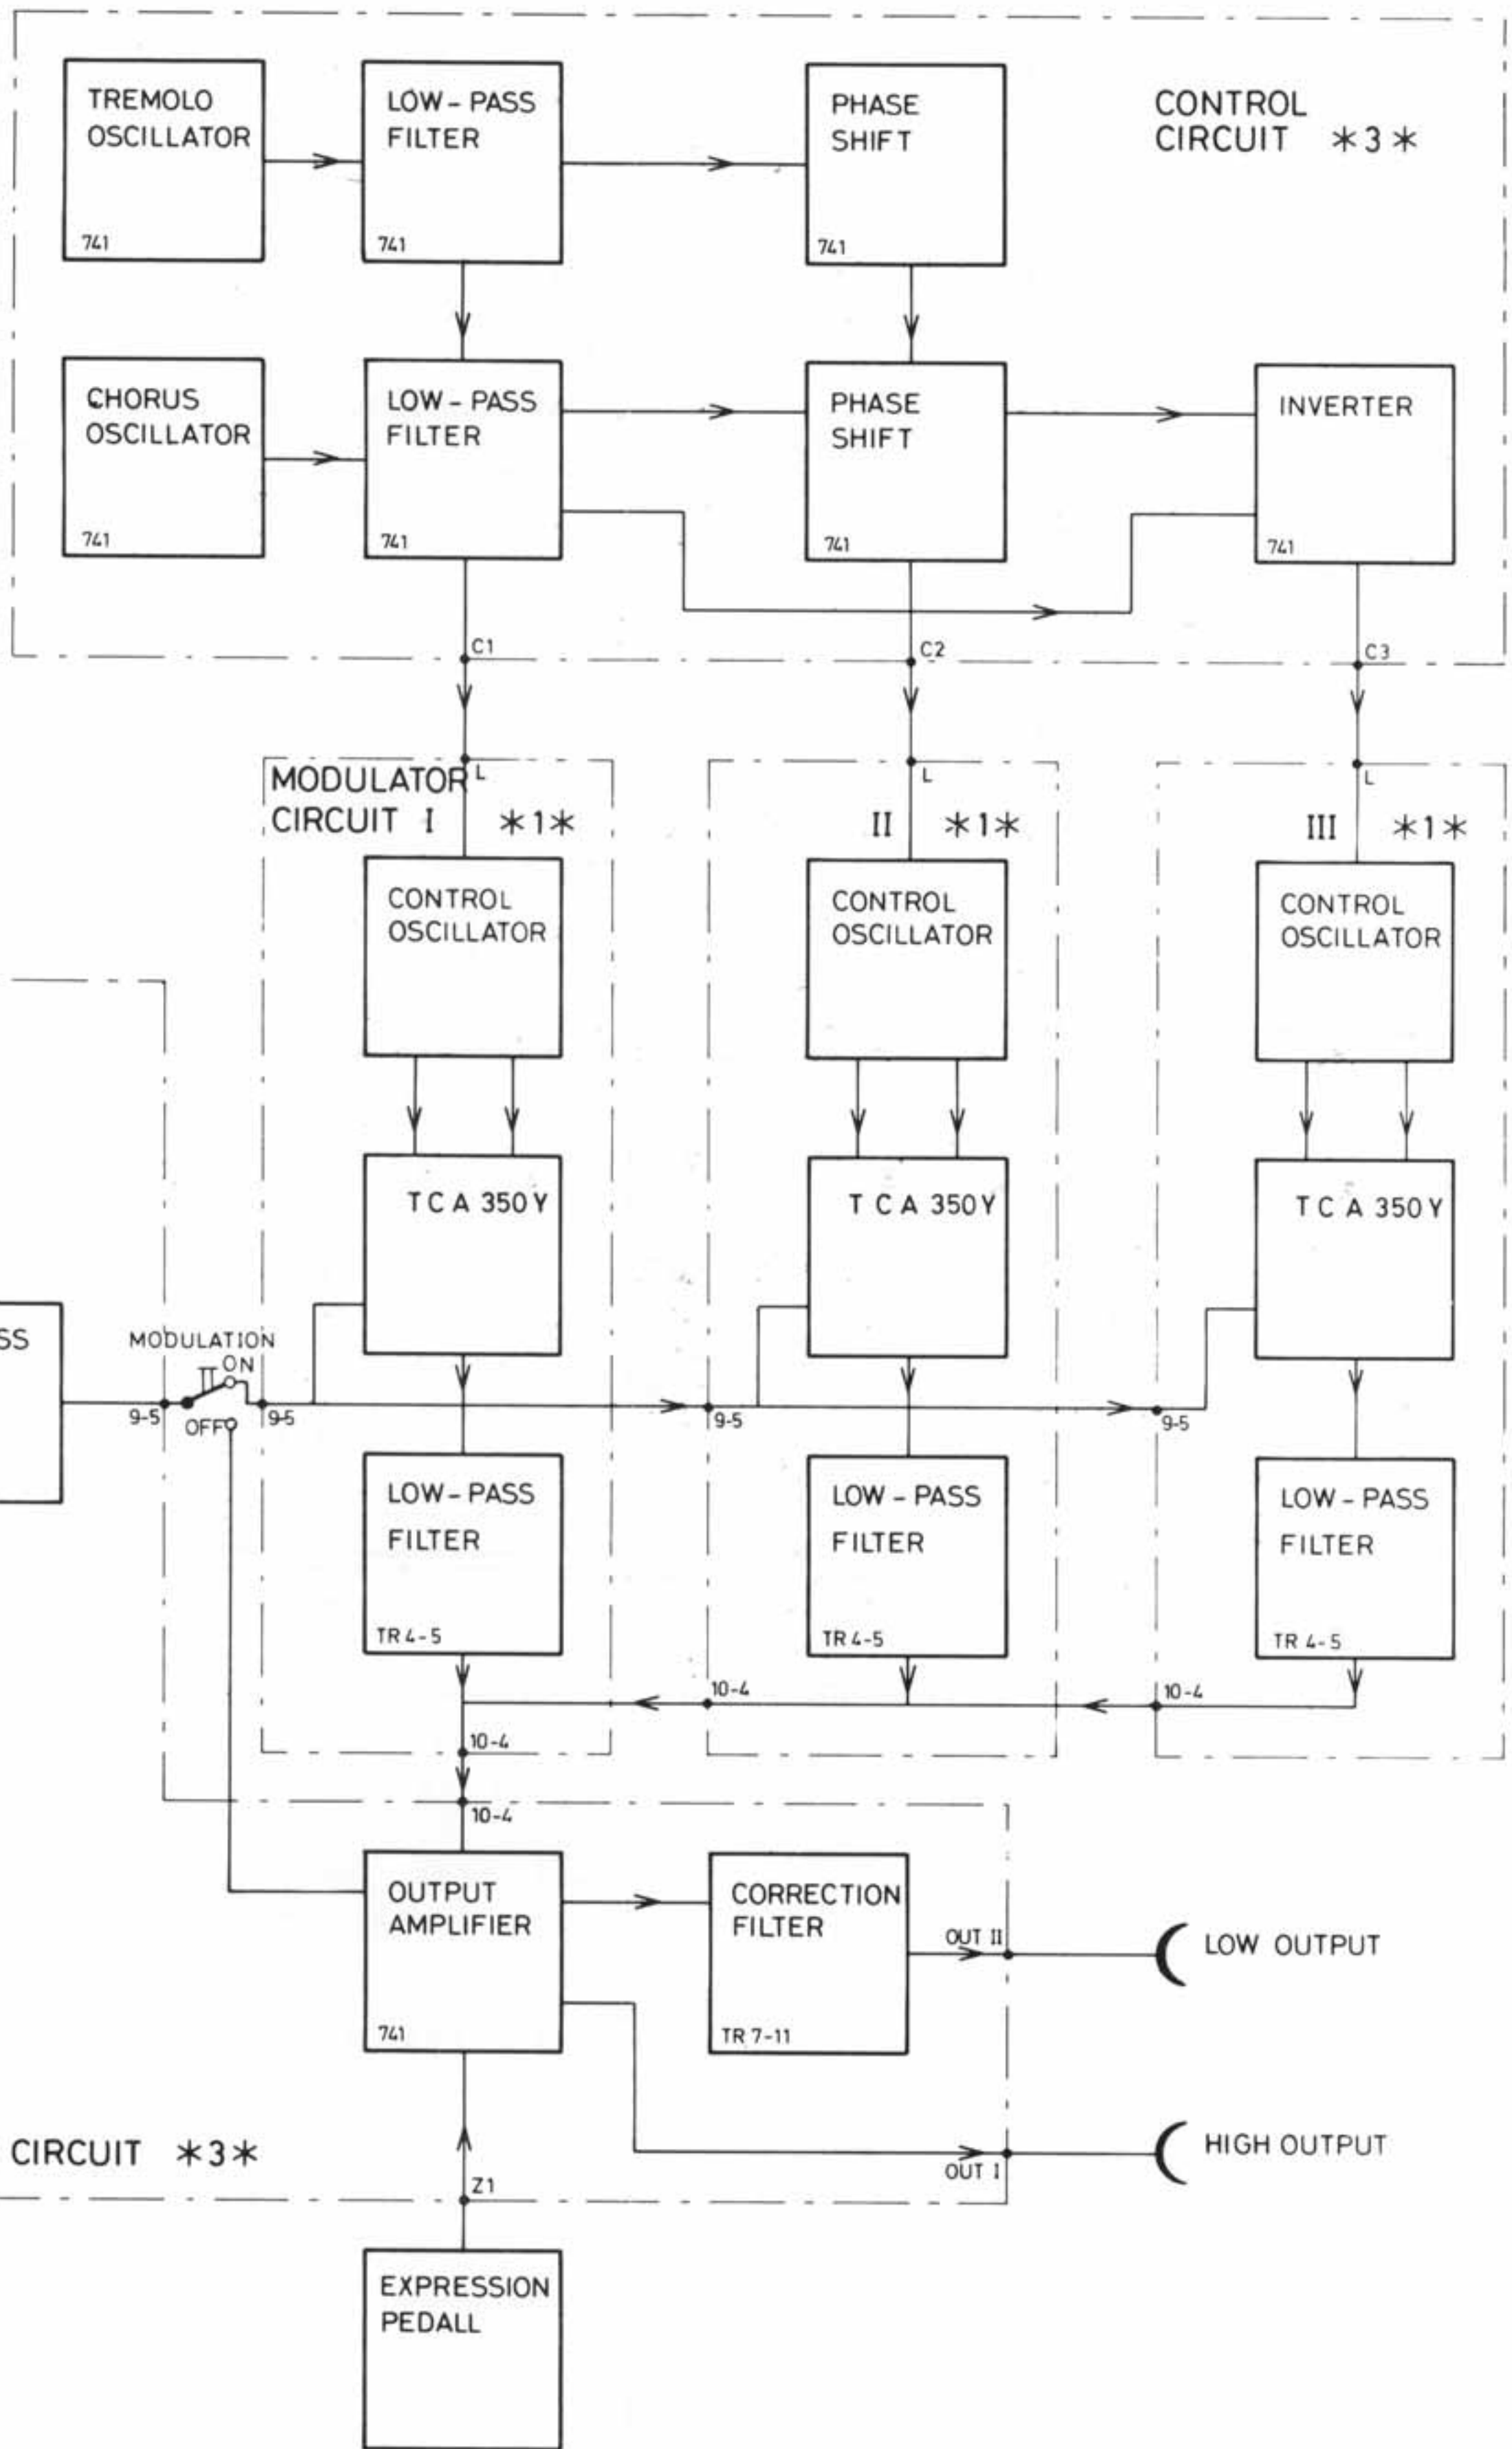 TREMOLO
OSCILLATOR
741
LOW-PASS
FILTER
741
PHASE
SHIFT
741
CONTROL
CIRCUIT *3*
CHORUS
OSCILLATOR
741
LOW-PASS
FILTER
741
PHASE
SHIFT
741
INVERTER
741
C1
C2
C3
MODULATOR
CIRCUIT I *1*
L
L
II *1*
L
III *1*
CONTROL
OSCILLATOR
CONTROL
OSCILLATOR
CONTROL
OSCILLATOR
TCA 350Y
TCA 350Y
TCA 350Y
SS
MODULATION
ON
OFF
9-5
9-5
9-5
9-5
LOW-PASS
FILTER
TR 4-5
LOW-PASS
FILTER
TR 4-5
LOW-PASS
FILTER
TR 4-5
10-4
10-4
10-4
10-4
OUTPUT
AMPLIFIER
741
CORRECTION
FILTER
TR 7-11
OUT II
LOW OUTPUT
OUT I
HIGH OUTPUT
CIRCUIT *3*
Z1
EXPRESSION
PEDALL